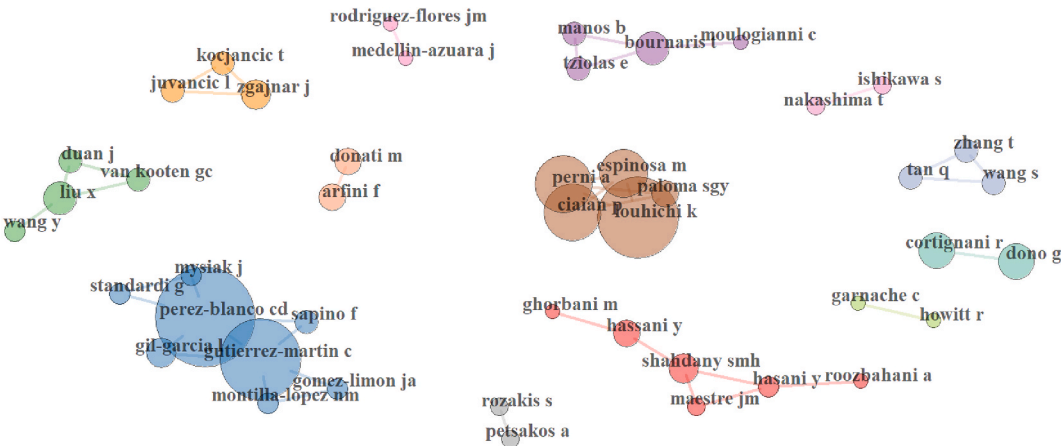 rodriguez-flores jm
medellin-azuara j
manos b
bournaris t
moulogianni c
tziolas e
kocjancic t
juvancic l
zgajnar j
ishikawa s
nakashima t
duan j
van kooten gc
liu x
wang y
donati m
arfini f
espinosa m
perni a
paloma sgy
ciaian p
louhichi k
zhang t
tan q
wang s
cortignani r
dono g
mysiak j
standardi g
perez-blanco cd
sapino f
gil-garcia l
gutierrez-martin c
gomez-limon ja
montilla-lopez nm
ghorbani m
hassani y
shahdany smh
hasani y
roozbahani a
maestre jm
garnache c
howitt r
rozakis s
petsakos a